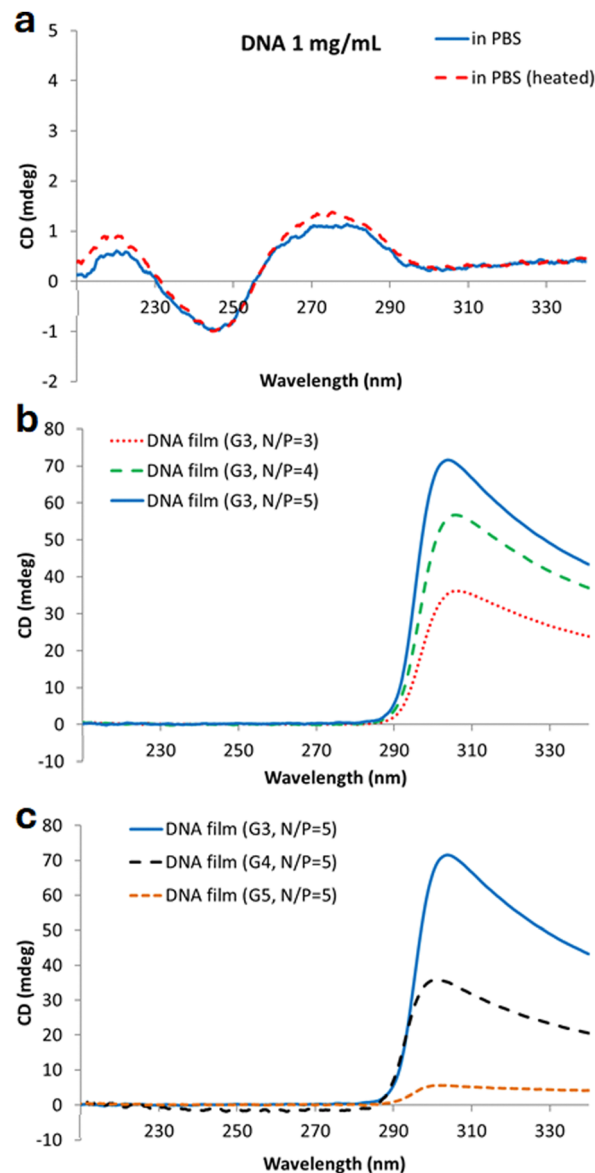 a
DNA 1 mg/mL
in PBS
in PBS (heated)
5
4
3
2
1
0
-1
-2
CD (mdeg)
230 250 270 290 310 330
Wavelength (nm)
b
DNA film (G3, N/P=3)
DNA film (G3, N/P=4)
DNA film (G3, N/P=5)
80
70
60
50
40
30
20
10
0
-10
CD (mdeg)
230 250 270 290 310 330
Wavelength (nm)
c
DNA film (G3, N/P=5)
DNA film (G4, N/P=5)
DNA film (G5, N/P=5)
80
70
60
50
40
30
20
10
0
-10
CD (mdeg)
230 250 270 290 310 330
Wavelength (nm)